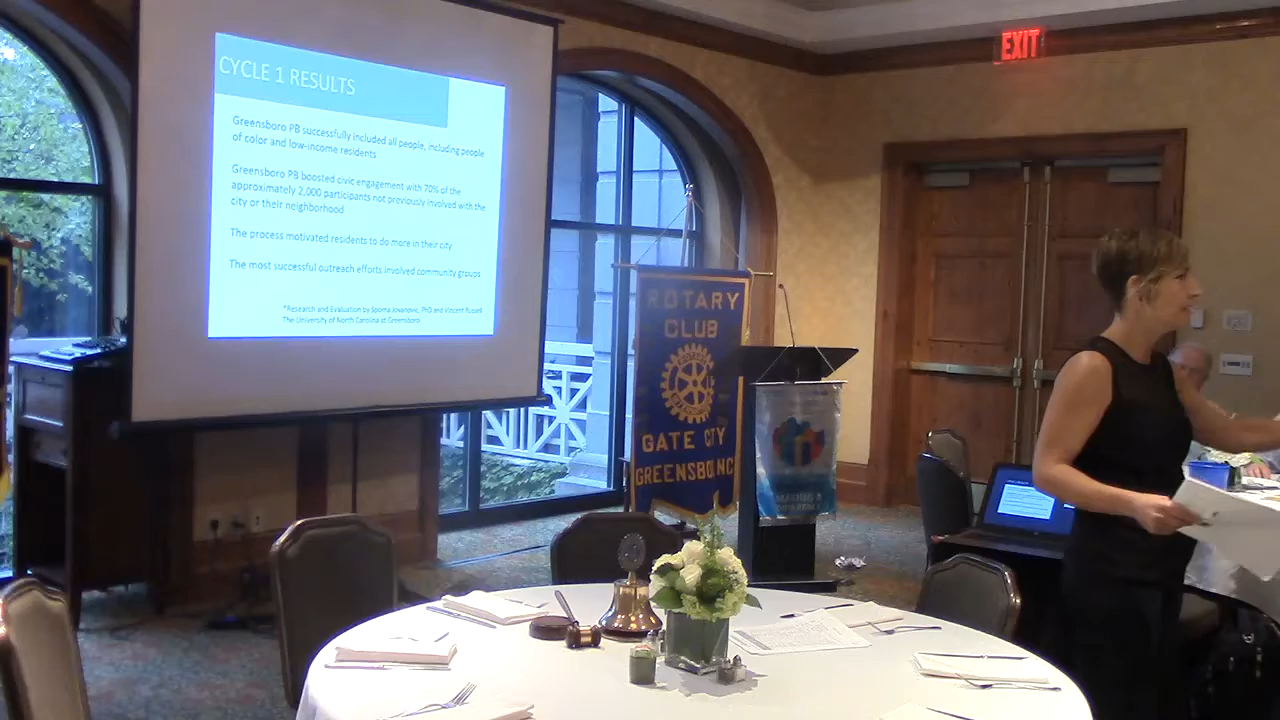 CYCLE 1 RESULTS
Greensboro PB successfully included all people, including people
of color and low-income residents
Greensboro PB boosted civic engagement with 70% of the
approximately 2,000 participants not previously involved with the
city or their neighborhood
The process motivated residents to do more in their city
The most successful outreach efforts involved community groups
*Research and Evaluation by Spoma Jovanovic, PhD and Vincent Russell
The University of North Carolina at Greensboro
EXIT
ROTARY
CLUB
GATE CITY
GREENSBO NC
MAKING A